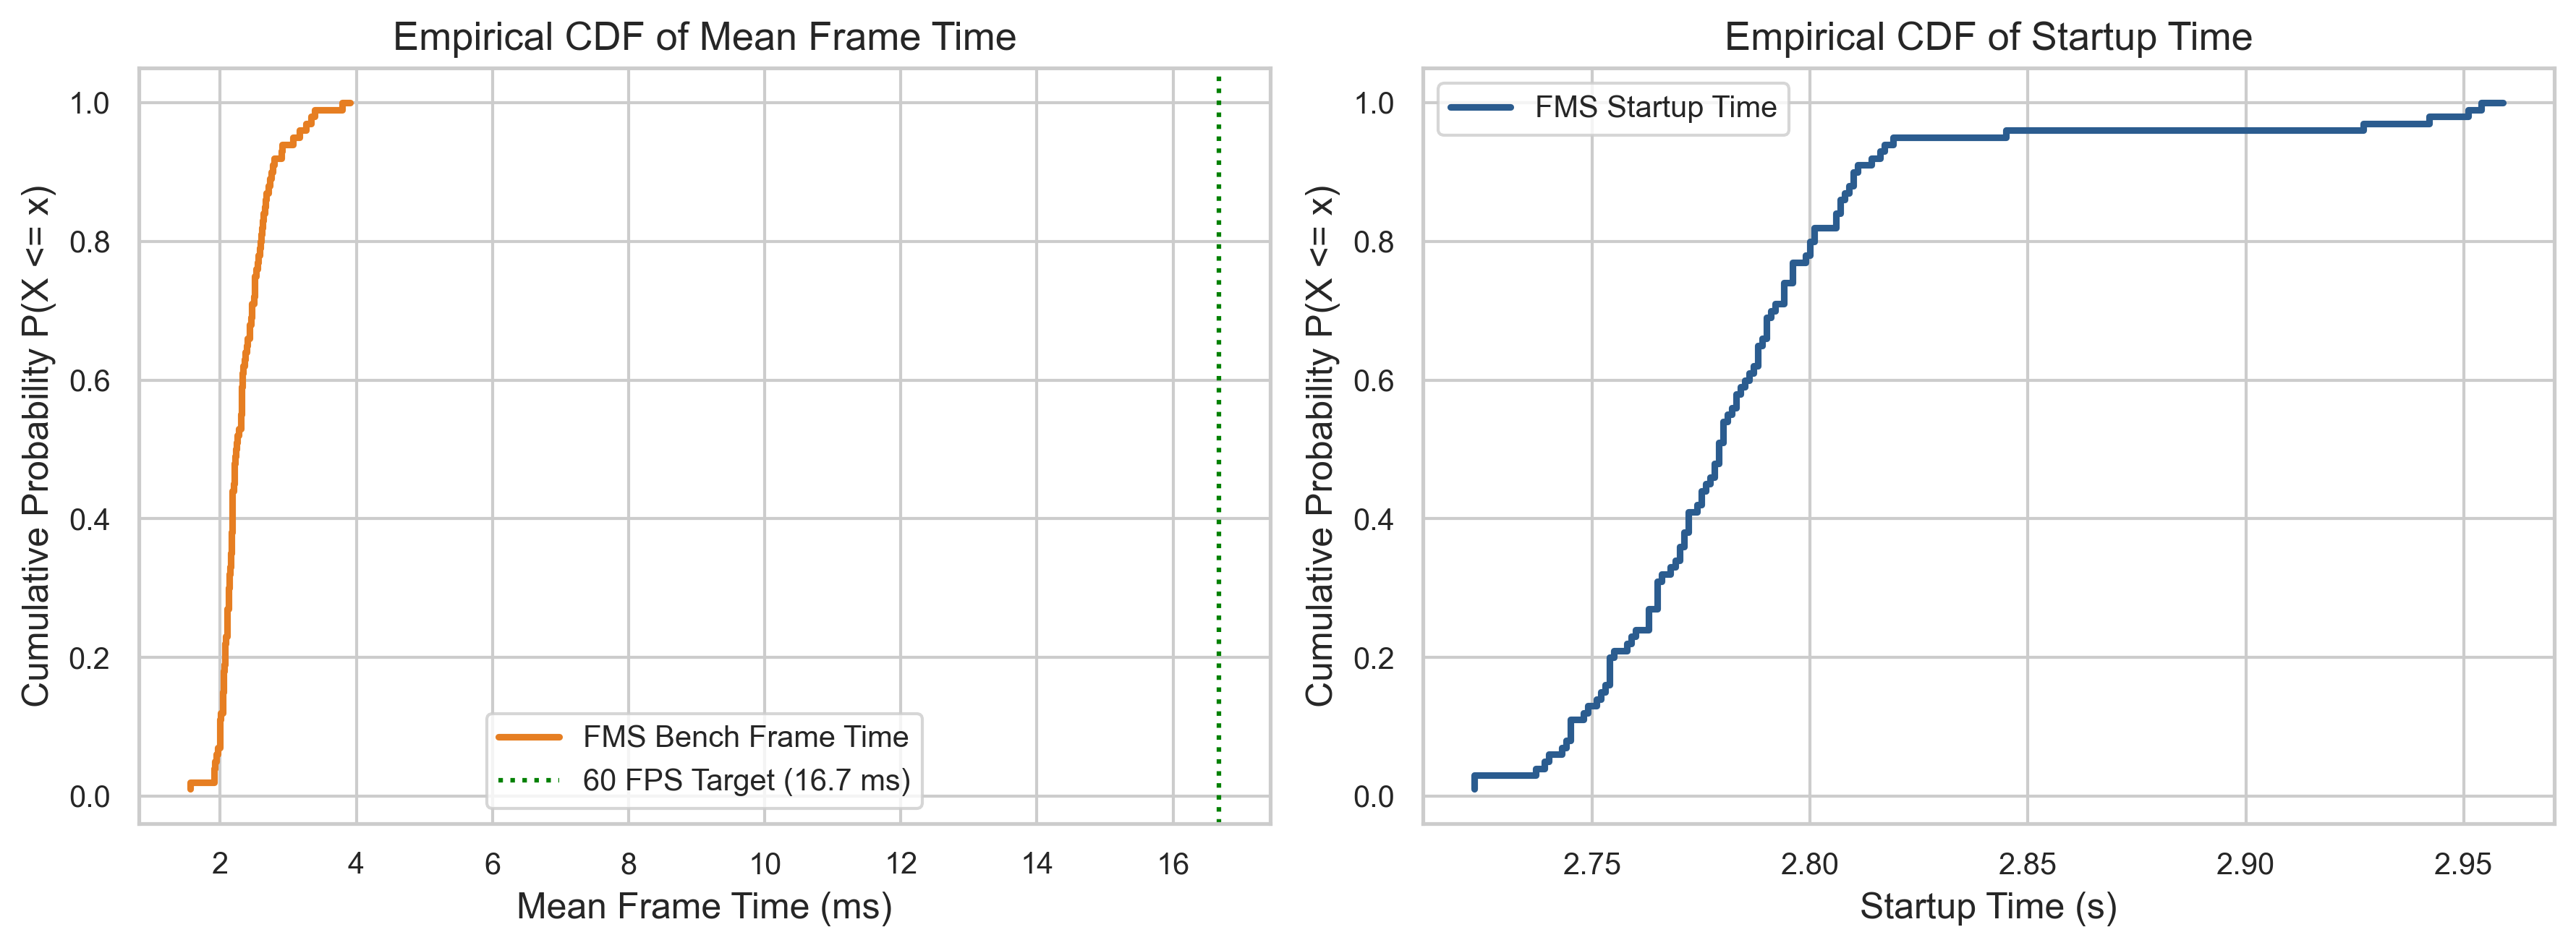 Empirical CDF of Mean Frame Time
Cumulative Probability P(X <= x)
1.0
0.8
0.6
0.4
0.2
0.0
FMS Bench Frame Time
60 FPS Target (16.7 ms)
2 4 6 8 10 12 14 16
Mean Frame Time (ms)
Empirical CDF of Startup Time
Cumulative Probability P(X <= x)
1.0
0.8
0.6
0.4
0.2
0.0
FMS Startup Time
2.75 2.80 2.85 2.90 2.95
Startup Time (s)